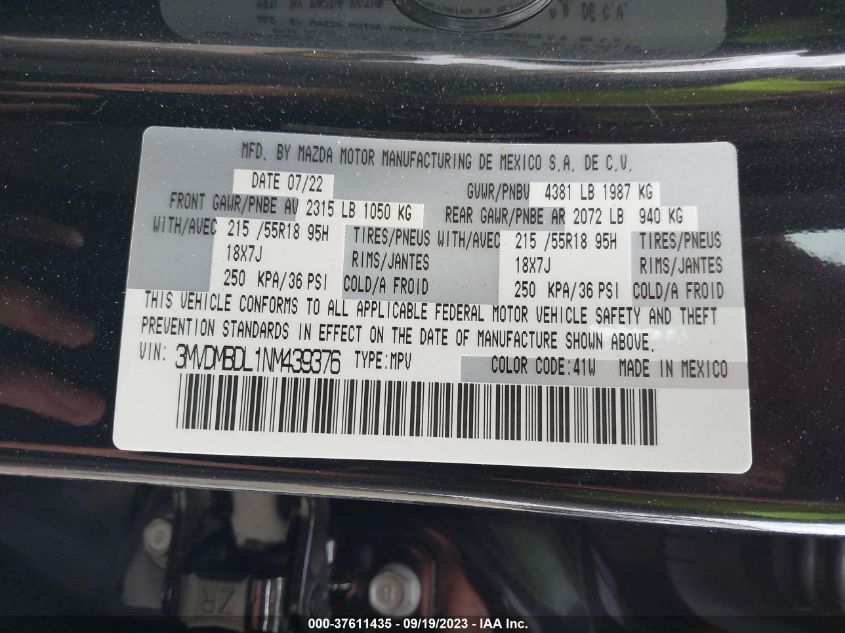 MFD. BY MAZDA MOTOR MANUFACTURING DE MEXICO S.A. DE C.V.
DATE 07/22 GVWR/PNBV 4381 LB 1987 KG
FRONT GAWR/PNBE AV 2315 LB 1050 KG REAR GAWR/PNBE AR 2072 LB 940 KG
WITH/AVEC 215 /55R18 95H TIRES/PNEUS WITH/AVEC 215 /55R18 95H TIRES/PNEUS
18X7J RIMS/JANTES 18X7J RIMS/JANTES
250 KPA/36 PSI COLD/A FROID 250 KPA/36 PSI COLD/A FROID
THIS VEHICLE CONFORMS TO ALL APPLICABLE FEDERAL MOTOR VEHICLE SAFETY AND THEFT
PREVENTION STANDARDS IN EFFECT ON THE DATE OF MANUFACTURE SHOWN ABOVE.
VIN: 3MVDMBDL1NM439376 TYPE:MPV COLOR CODE:41W MADE IN MEXICO
ZR
000-37611435 - 09/19/2023 - IAA Inc.